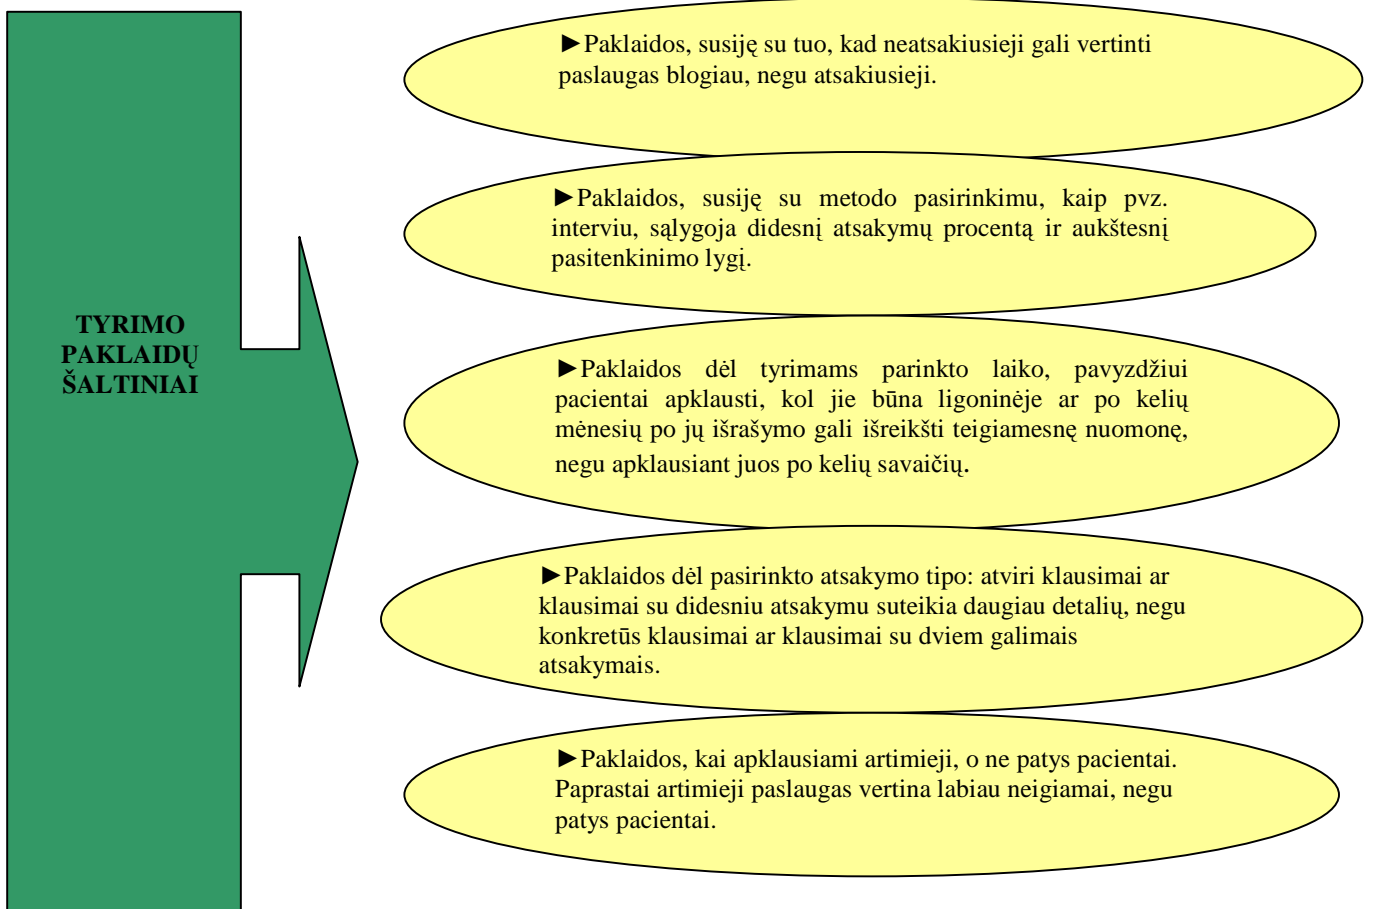 TYRIMO
PAKLAIDŲ
ŠALTINIAI
►Paklaidos, susiję su tuo, kad neatsakiusieji gali vertinti
paslaugas blogiau, negu atsakiusieji.
►Paklaidos, susiję su metodo pasirinkimu, kaip pvz.
interviu, sąlygoja didesnį atsakymų procentą ir aukštesnį
pasitenkinimo lygį.
►Paklaidos dėl tyrimams parinkto laiko, pavyzdžiui
pacientai apklausti, kol jie būna ligoninėje ar po kelių
mėnesių po jų išrašymo gali išreikšti teigiamesnę nuomonę,
negu apklausiant juos po kelių savaičių.
►Paklaidos dėl pasirinkto atsakymo tipo: atviri klausimai ar
klausimai su didesniu atsakymu suteikia daugiau detalių, negu
konkretūs klausimai ar klausimai su dviem galimais
atsakymais.
►Paklaidos, kai apklausiami artimieji, o ne patys pacientai.
Paprastai artimieji paslaugas vertina labiau neigiamai, negu
patys pacientai.